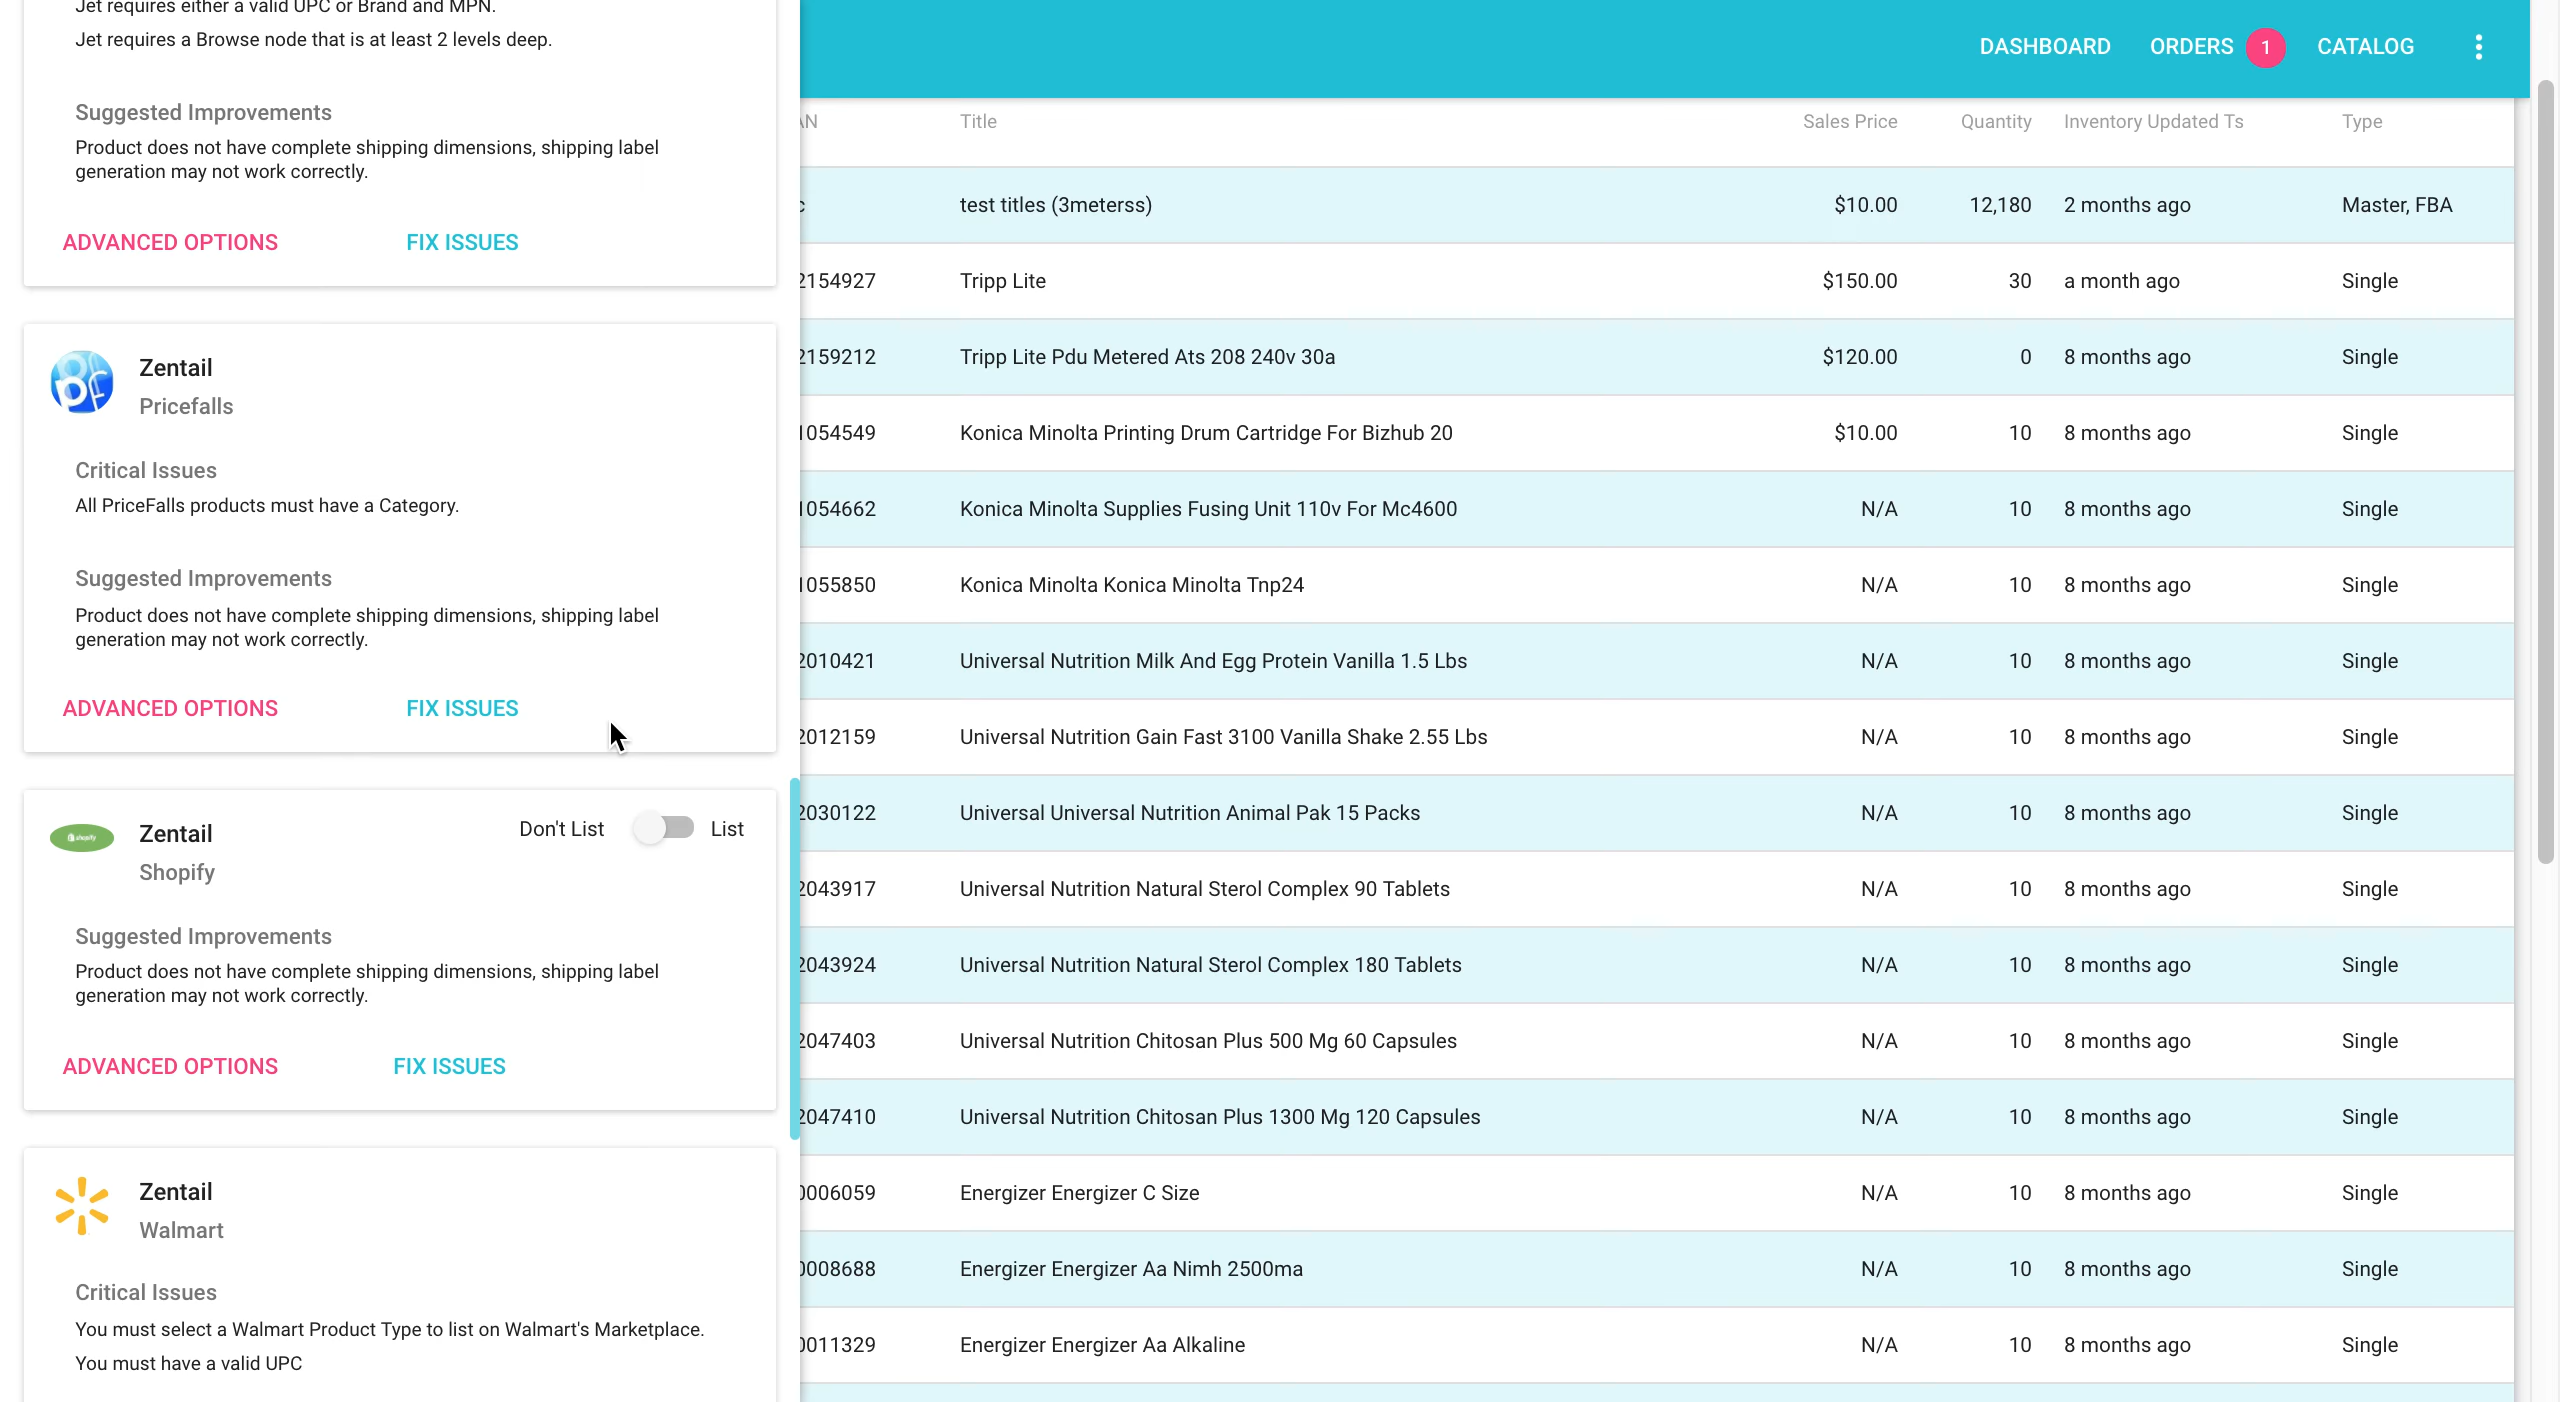 Jet requires either a valid UPC or Brand and MPN.
Jet requires a Browse node that is at least 2 levels deep.
Suggested Improvements
Product does not have complete shipping dimensions, shipping label
generation may not work correctly.
ADVANCED OPTIONS FIX ISSUES
Zentail
Pricefalls
Critical Issues
All PriceFalls products must have a Category.
Suggested Improvements
Product does not have complete shipping dimensions, shipping label
generation may not work correctly.
ADVANCED OPTIONS FIX ISSUES
Zentail
Don't List List
Shopify
Suggested Improvements
Product does not have complete shipping dimensions, shipping label
generation may not work correctly.
ADVANCED OPTIONS FIX ISSUES
Zentail
Walmart
Critical Issues
You must select a Walmart Product Type to list on Walmart's Marketplace.
You must have a valid UPC
DASHBOARD ORDERS 1 CATALOG
AN Title Sales Price Quantity Inventory Updated Ts Type
c test titles (3meterss) $10.00 12,180 2 months ago Master, FBA
2154927 Tripp Lite $150.00 30 a month ago Single
2159212 Tripp Lite Pdu Metered Ats 208 240v 30a $120.00 0 8 months ago Single
1054549 Konica Minolta Printing Drum Cartridge For Bizhub 20 $10.00 10 8 months ago Single
1054662 Konica Minolta Supplies Fusing Unit 110v For Mc4600 N/A 10 8 months ago Single
1055850 Konica Minolta Konica Minolta Tnp24 N/A 10 8 months ago Single
2010421 Universal Nutrition Milk And Egg Protein Vanilla 1.5 Lbs N/A 10 8 months ago Single
2012159 Universal Nutrition Gain Fast 3100 Vanilla Shake 2.55 Lbs N/A 10 8 months ago Single
2030122 Universal Universal Nutrition Animal Pak 15 Packs N/A 10 8 months ago Single
2043917 Universal Nutrition Natural Sterol Complex 90 Tablets N/A 10 8 months ago Single
2043924 Universal Nutrition Natural Sterol Complex 180 Tablets N/A 10 8 months ago Single
2047403 Universal Nutrition Chitosan Plus 500 Mg 60 Capsules N/A 10 8 months ago Single
2047410 Universal Nutrition Chitosan Plus 1300 Mg 120 Capsules N/A 10 8 months ago Single
0006059 Energizer Energizer C Size N/A 10 8 months ago Single
0008688 Energizer Energizer Aa Nimh 2500ma N/A 10 8 months ago Single
0011329 Energizer Energizer Aa Alkaline N/A 10 8 months ago Single